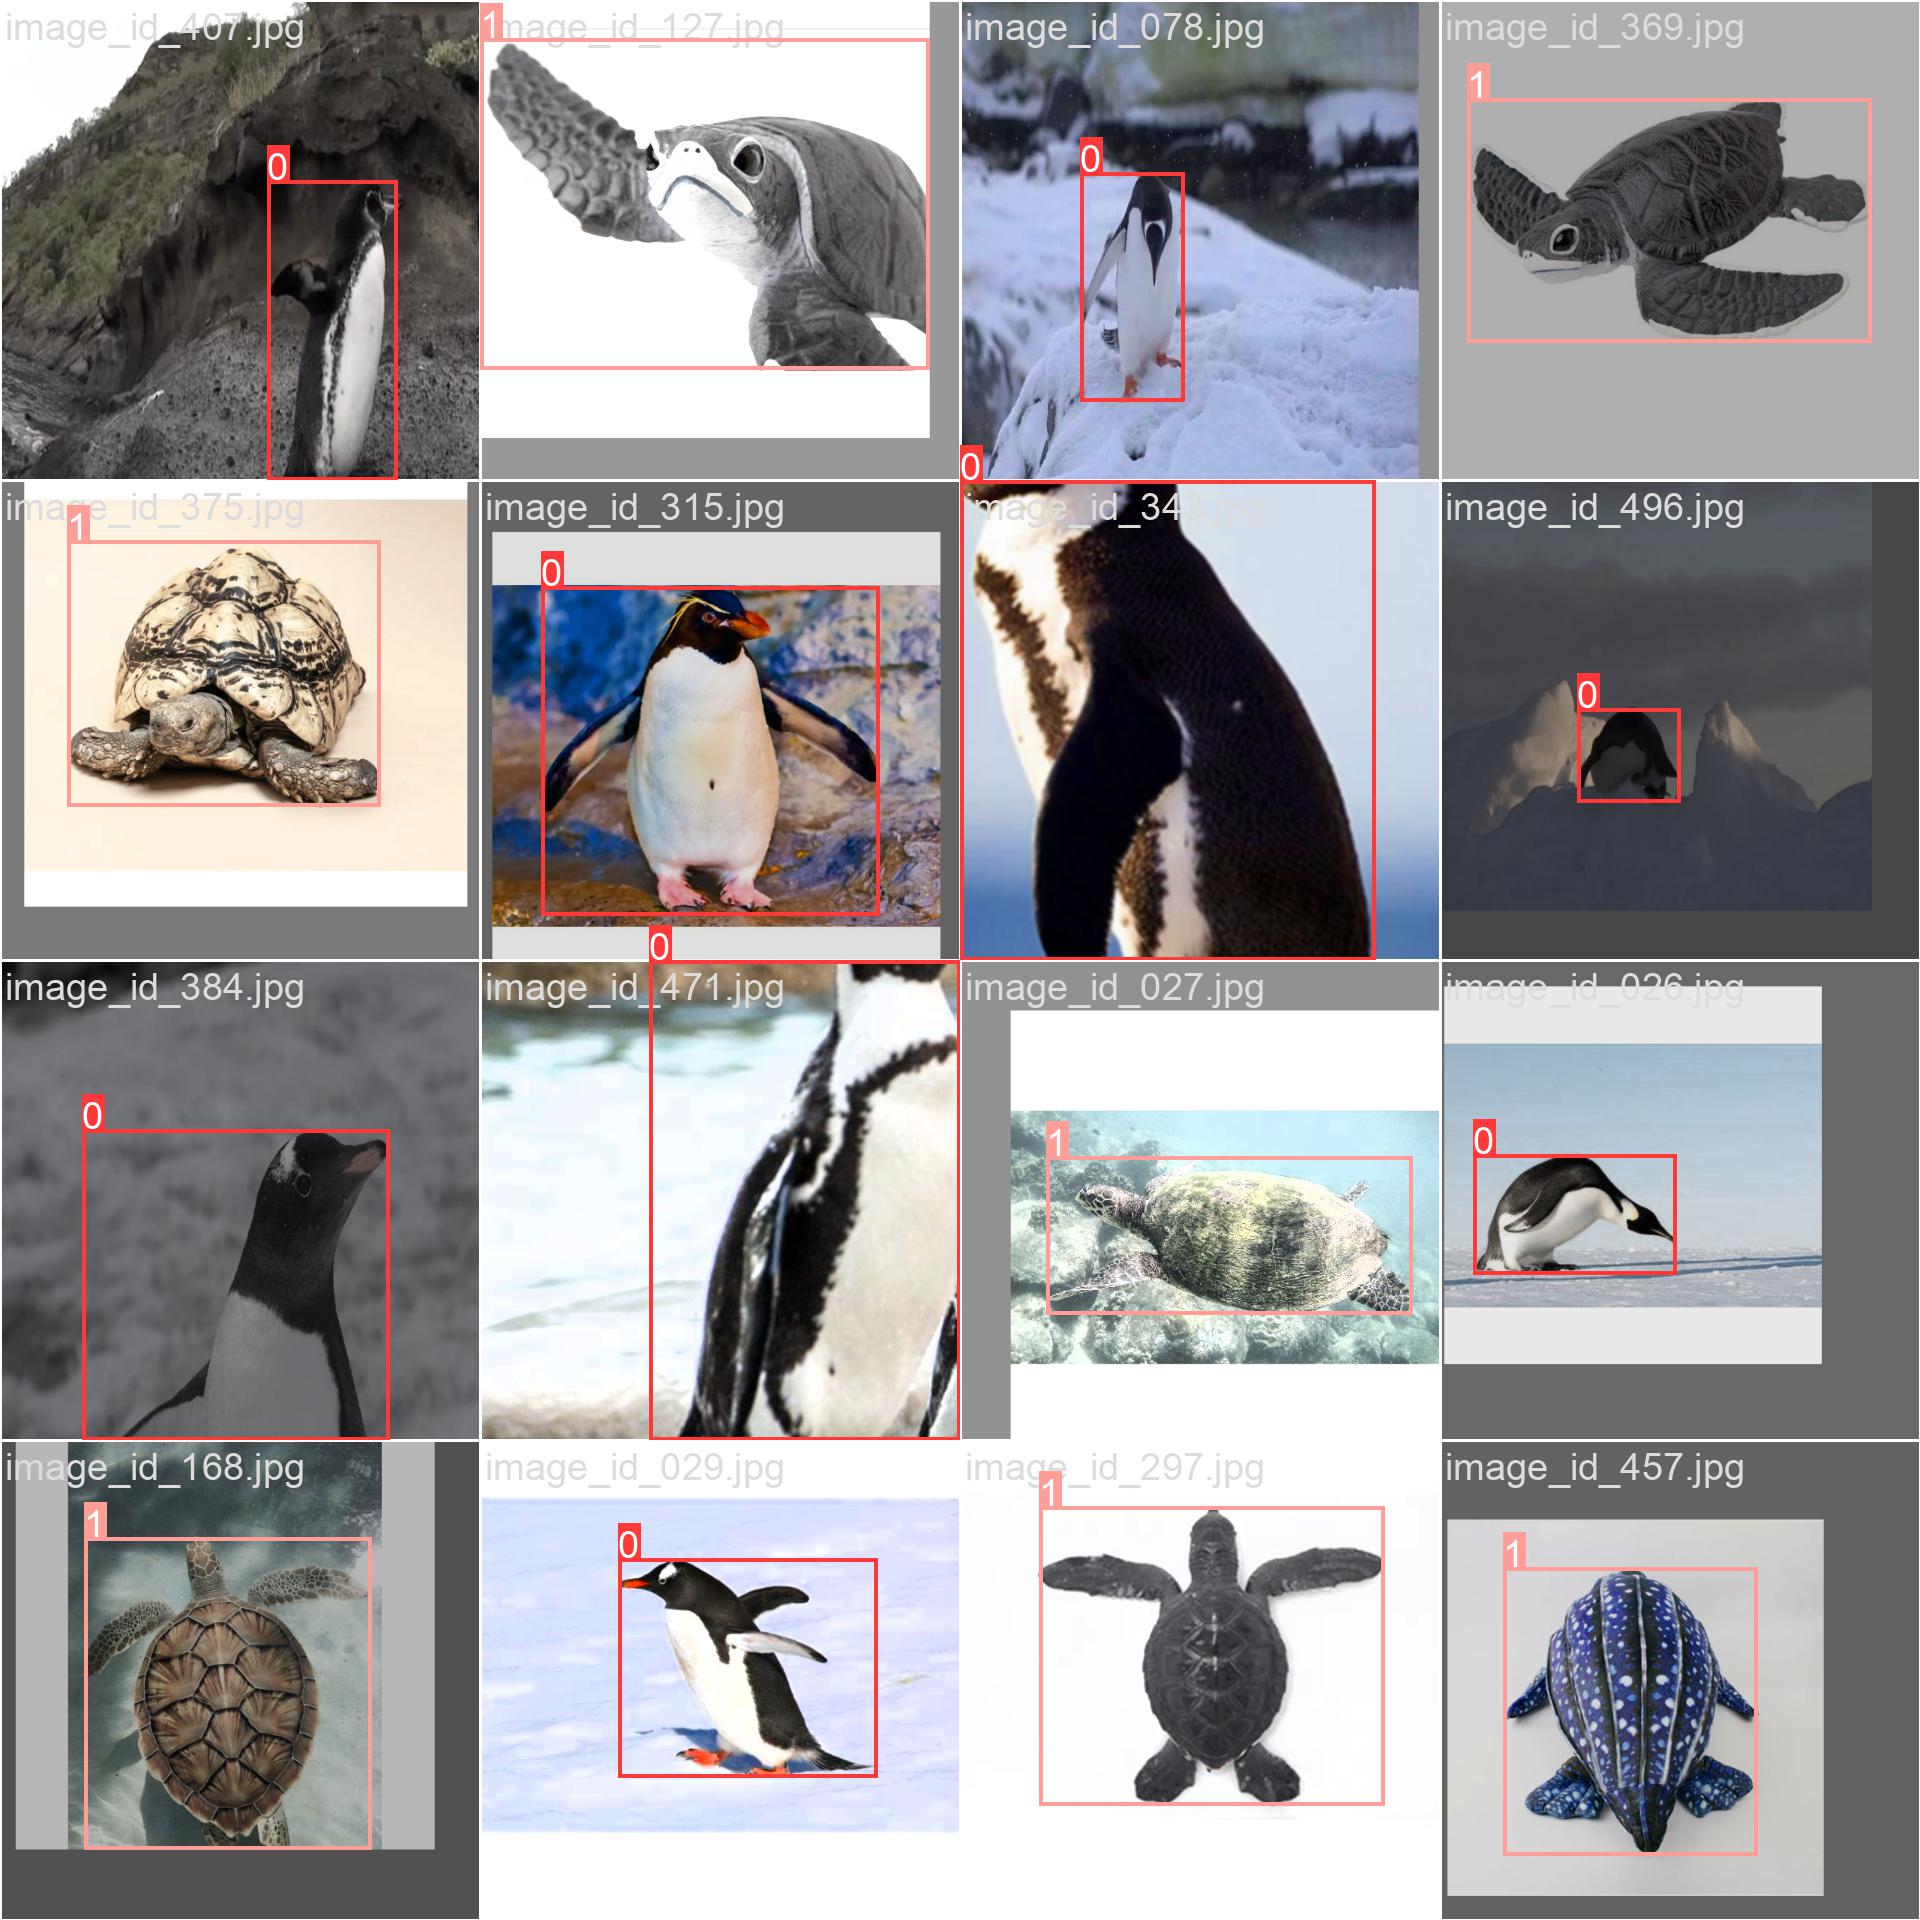 image_id_407.jpg
1
image_id_127.jpg
image_id_078.jpg
image_id_369.jpg
1
0
0
0
image_id_375.jpg
1
image_id_315.jpg
0
image_id_343.jpg
image_id_496.jpg
0
image_id_384.jpg
0
0
image_id_471.jpg
image_id_027.jpg
1
image_id_026.jpg
0
image_id_168.jpg
1
image_id_029.jpg
0
image_id_297.jpg
1
image_id_457.jpg
1